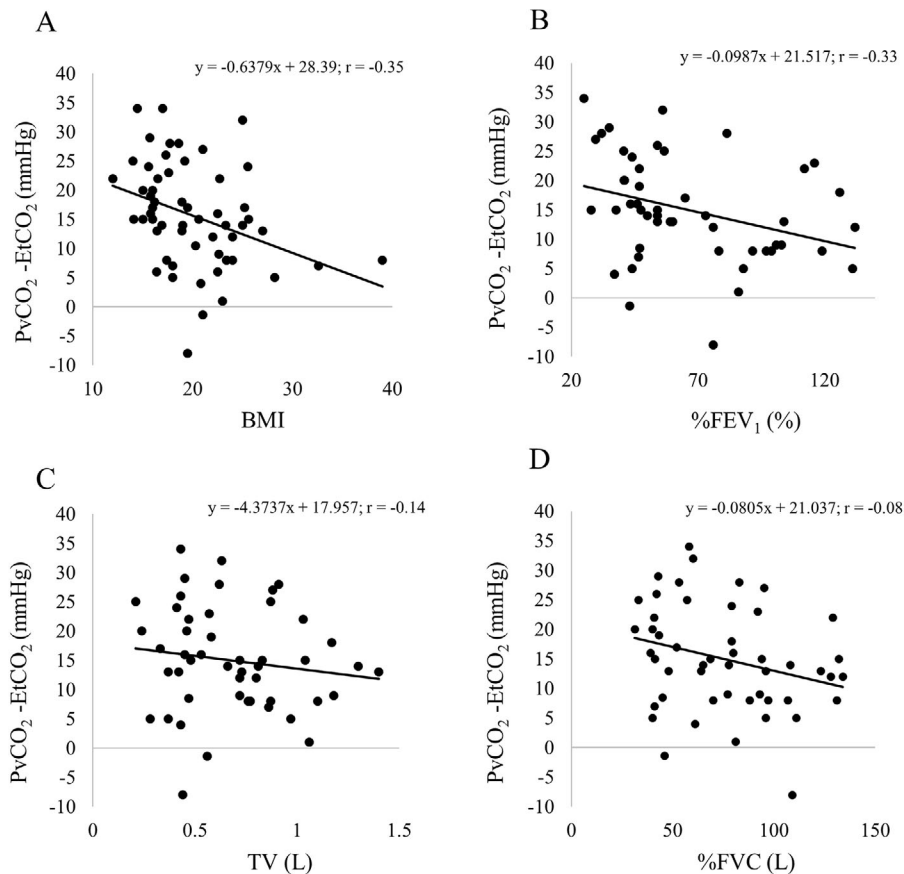 A
y = -0.6379x + 28.39; r = -0.35
PvCO₂ -EtCO₂ (mmHg)
40
35
30
25
20
15
10
5
0
-5
-10
10 20 30 40
BMI
B
y = -0.0987x + 21.517; r = -0.33
PvCO₂ -EtCO₂ (mmHg)
40
35
30
25
20
15
10
5
0
-5
-10
20 70 120
%FEV₁ (%)
C
y = -4.3737x + 17.957; r = -0.14
PvCO₂ -EtCO₂ (mmHg)
40
35
30
25
20
15
10
5
0
-5
-10
0 0.5 1 1.5
TV (L)
D
y = -0.0805x + 21.037; r = -0.08
PvCO₂ -EtCO₂ (mmHg)
40
35
30
25
20
15
10
5
0
-5
-10
0 50 100 150
%FVC (L)